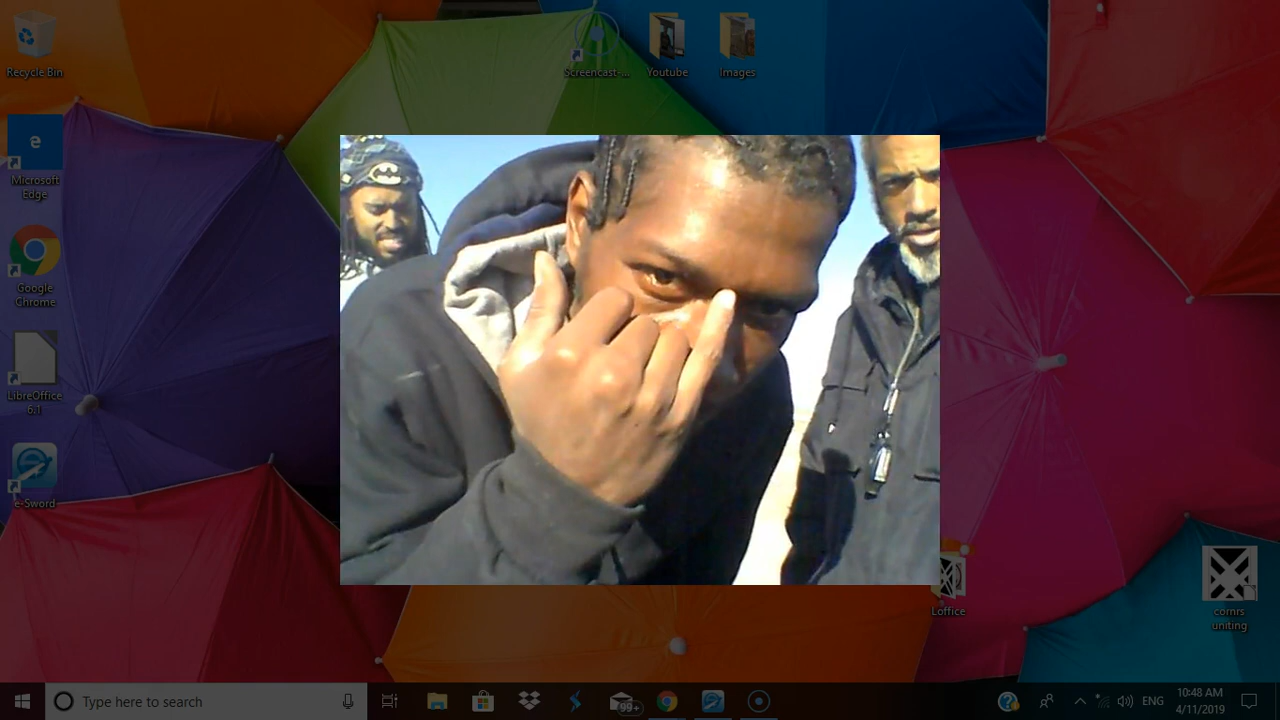 Recycle Bin
Screencast-...
Youtube
Images
Microsoft
Edge
Google
Chrome
LibreOffice
6.1
e-Sword
Loffice
cornrs
uniting
Type here to search
99+
ENG
10:48 AM
4/11/2019